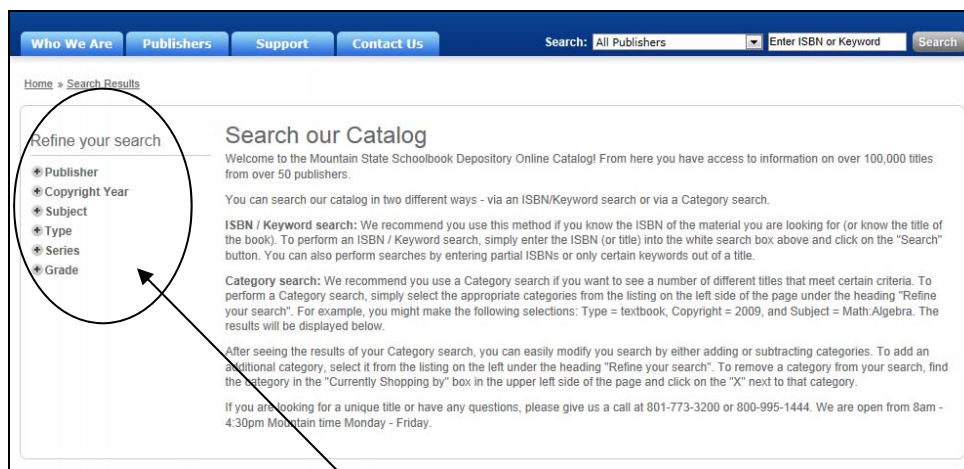 Who We Are Publishers Support Contact Us Search: All Publishers Enter ISBN or Keyword Search
Home » Search Results
Refine your search
Publisher
Copyright Year
Subject
Type
Series
Grade
Search our Catalog
Welcome to the Mountain State Schoolbook Depository Online Catalog! From here you have access to information on over 100,000 titles
from over 50 publishers.
You can search our catalog in two different ways - via an ISBN/Keyword search or via a Category search.
ISBN / Keyword search: We recommend you use this method if you know the ISBN of the material you are looking for (or know the title of
the book). To perform an ISBN / Keyword search, simply enter the ISBN (or title) into the white search box above and click on the "Search"
button. You can also perform searches by entering partial ISBNs or only certain keywords out of a title.
Category search: We recommend you use a Category search if you want to see a number of different titles that meet certain criteria. To
perform a Category search, simply select the appropriate categories from the listing on the left side of the page under the heading "Refine
your search". For example, you might make the following selections: Type = textbook, Copyright = 2009, and Subject = Math:Algebra. The
results will be displayed below.
After seeing the results of your Category search, you can easily modify you search by either adding or subtracting categories. To add an
additional category, select it from the listing on the left under the heading "Refine your search". To remove a category from your search, find
the category in the "Currently Shopping by" box in the upper left side of the page and click on the "X" next to that category.
If you are looking for a unique title or have any questions, please give us a call at 801-773-3200 or 800-995-1444. We are open from 8am -
4:30pm Mountain time Monday - Friday.